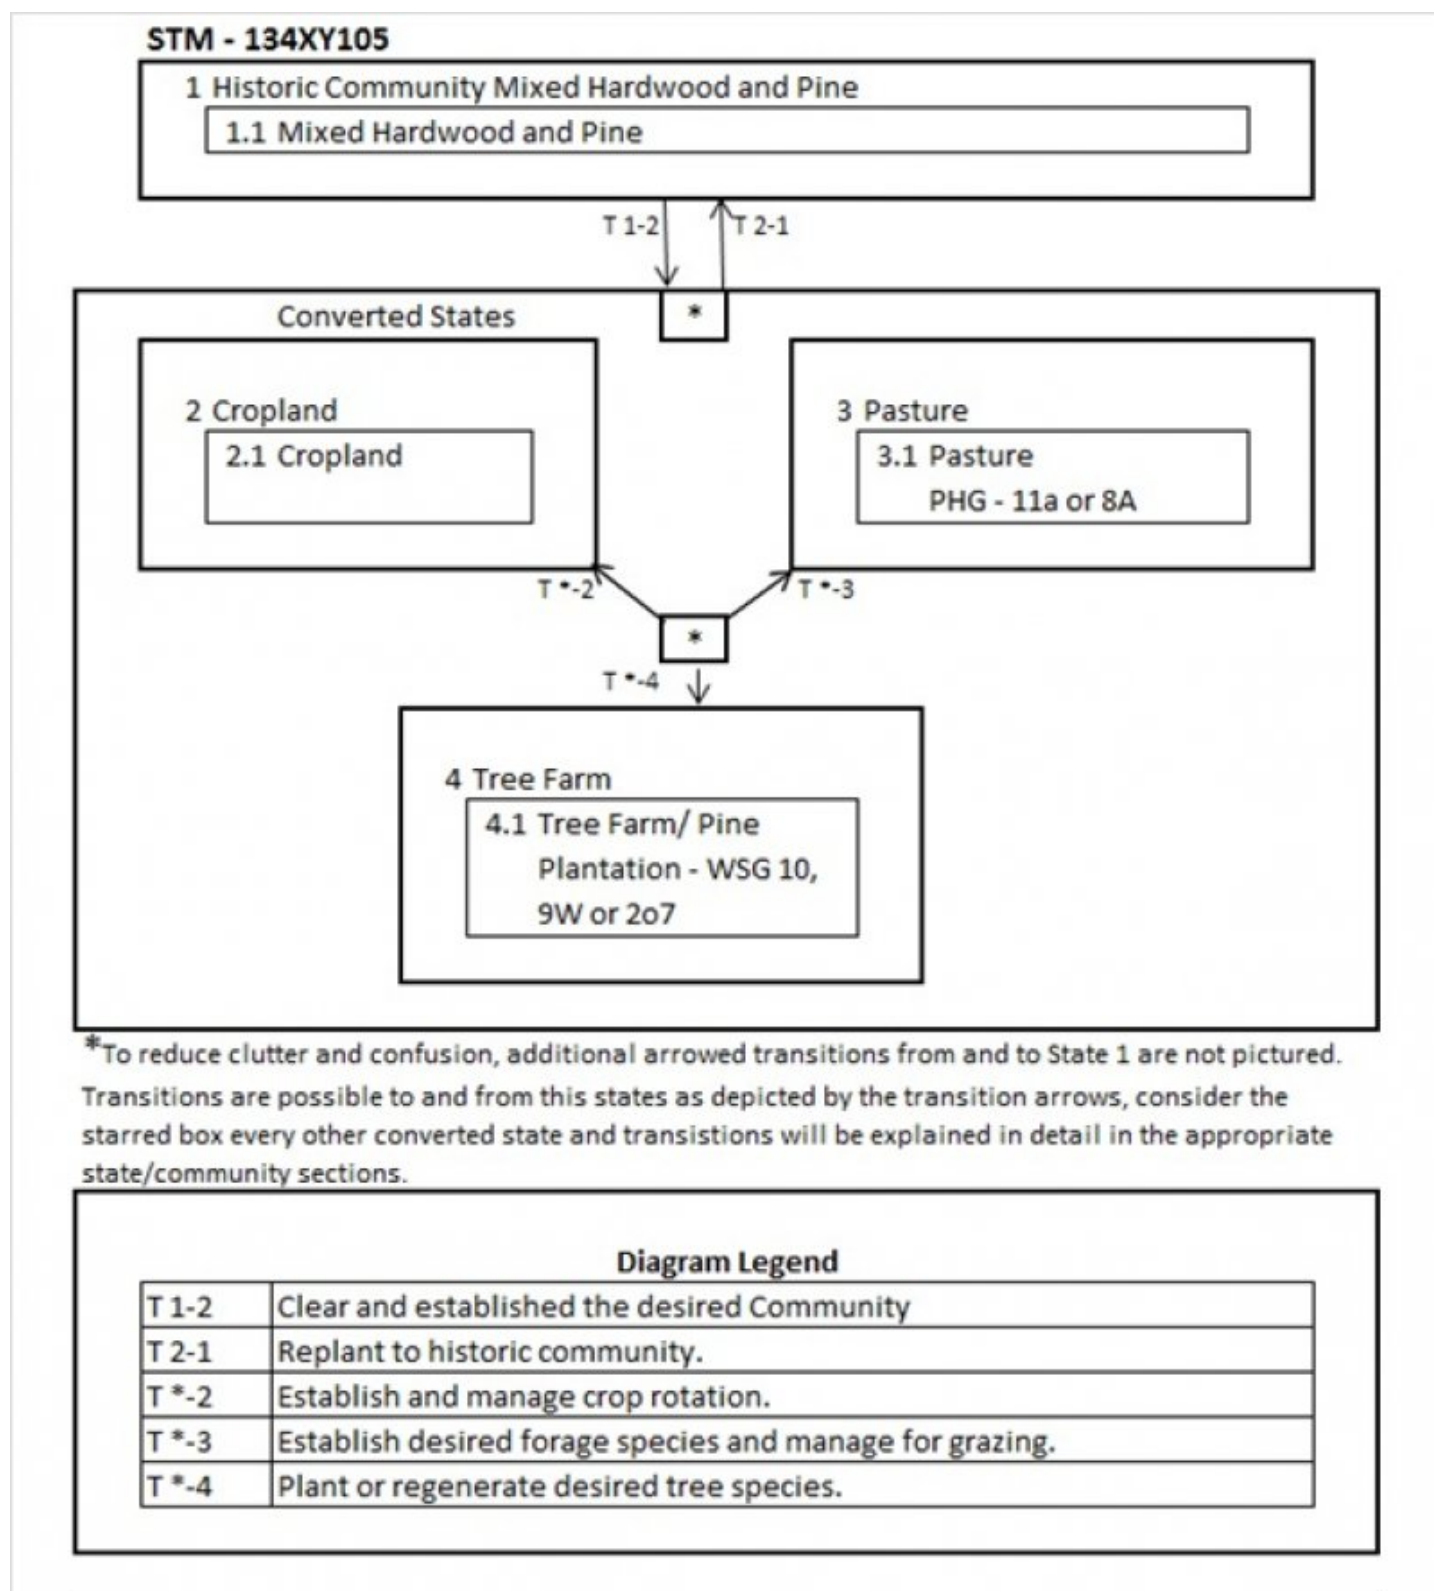 STM - 134XY105
1 Historic Community Mixed Hardwood and Pine
1.1 Mixed Hardwood and Pine
T 1-2
T 2-1
Converted States
*
2 Cropland
2.1 Cropland
3 Pasture
3.1 Pasture
PHG - 11a or 8A
T *-2
T *-3
*
T *-4
4 Tree Farm
4.1 Tree Farm/ Pine
Plantation - WSG 10,
9W or 2o7
*To reduce clutter and confusion, additional arrowed transitions from and to State 1 are not pictured.
Transitions are possible to and from this states as depicted by the transition arrows, consider the
starred box every other converted state and transistions will be explained in detail in the appropriate
state/community sections.
Diagram Legend
T 1-2 Clear and established the desired Community
T 2-1 Replant to historic community.
T *-2 Establish and manage crop rotation.
T *-3 Establish desired forage species and manage for grazing.
T *-4 Plant or regenerate desired tree species.